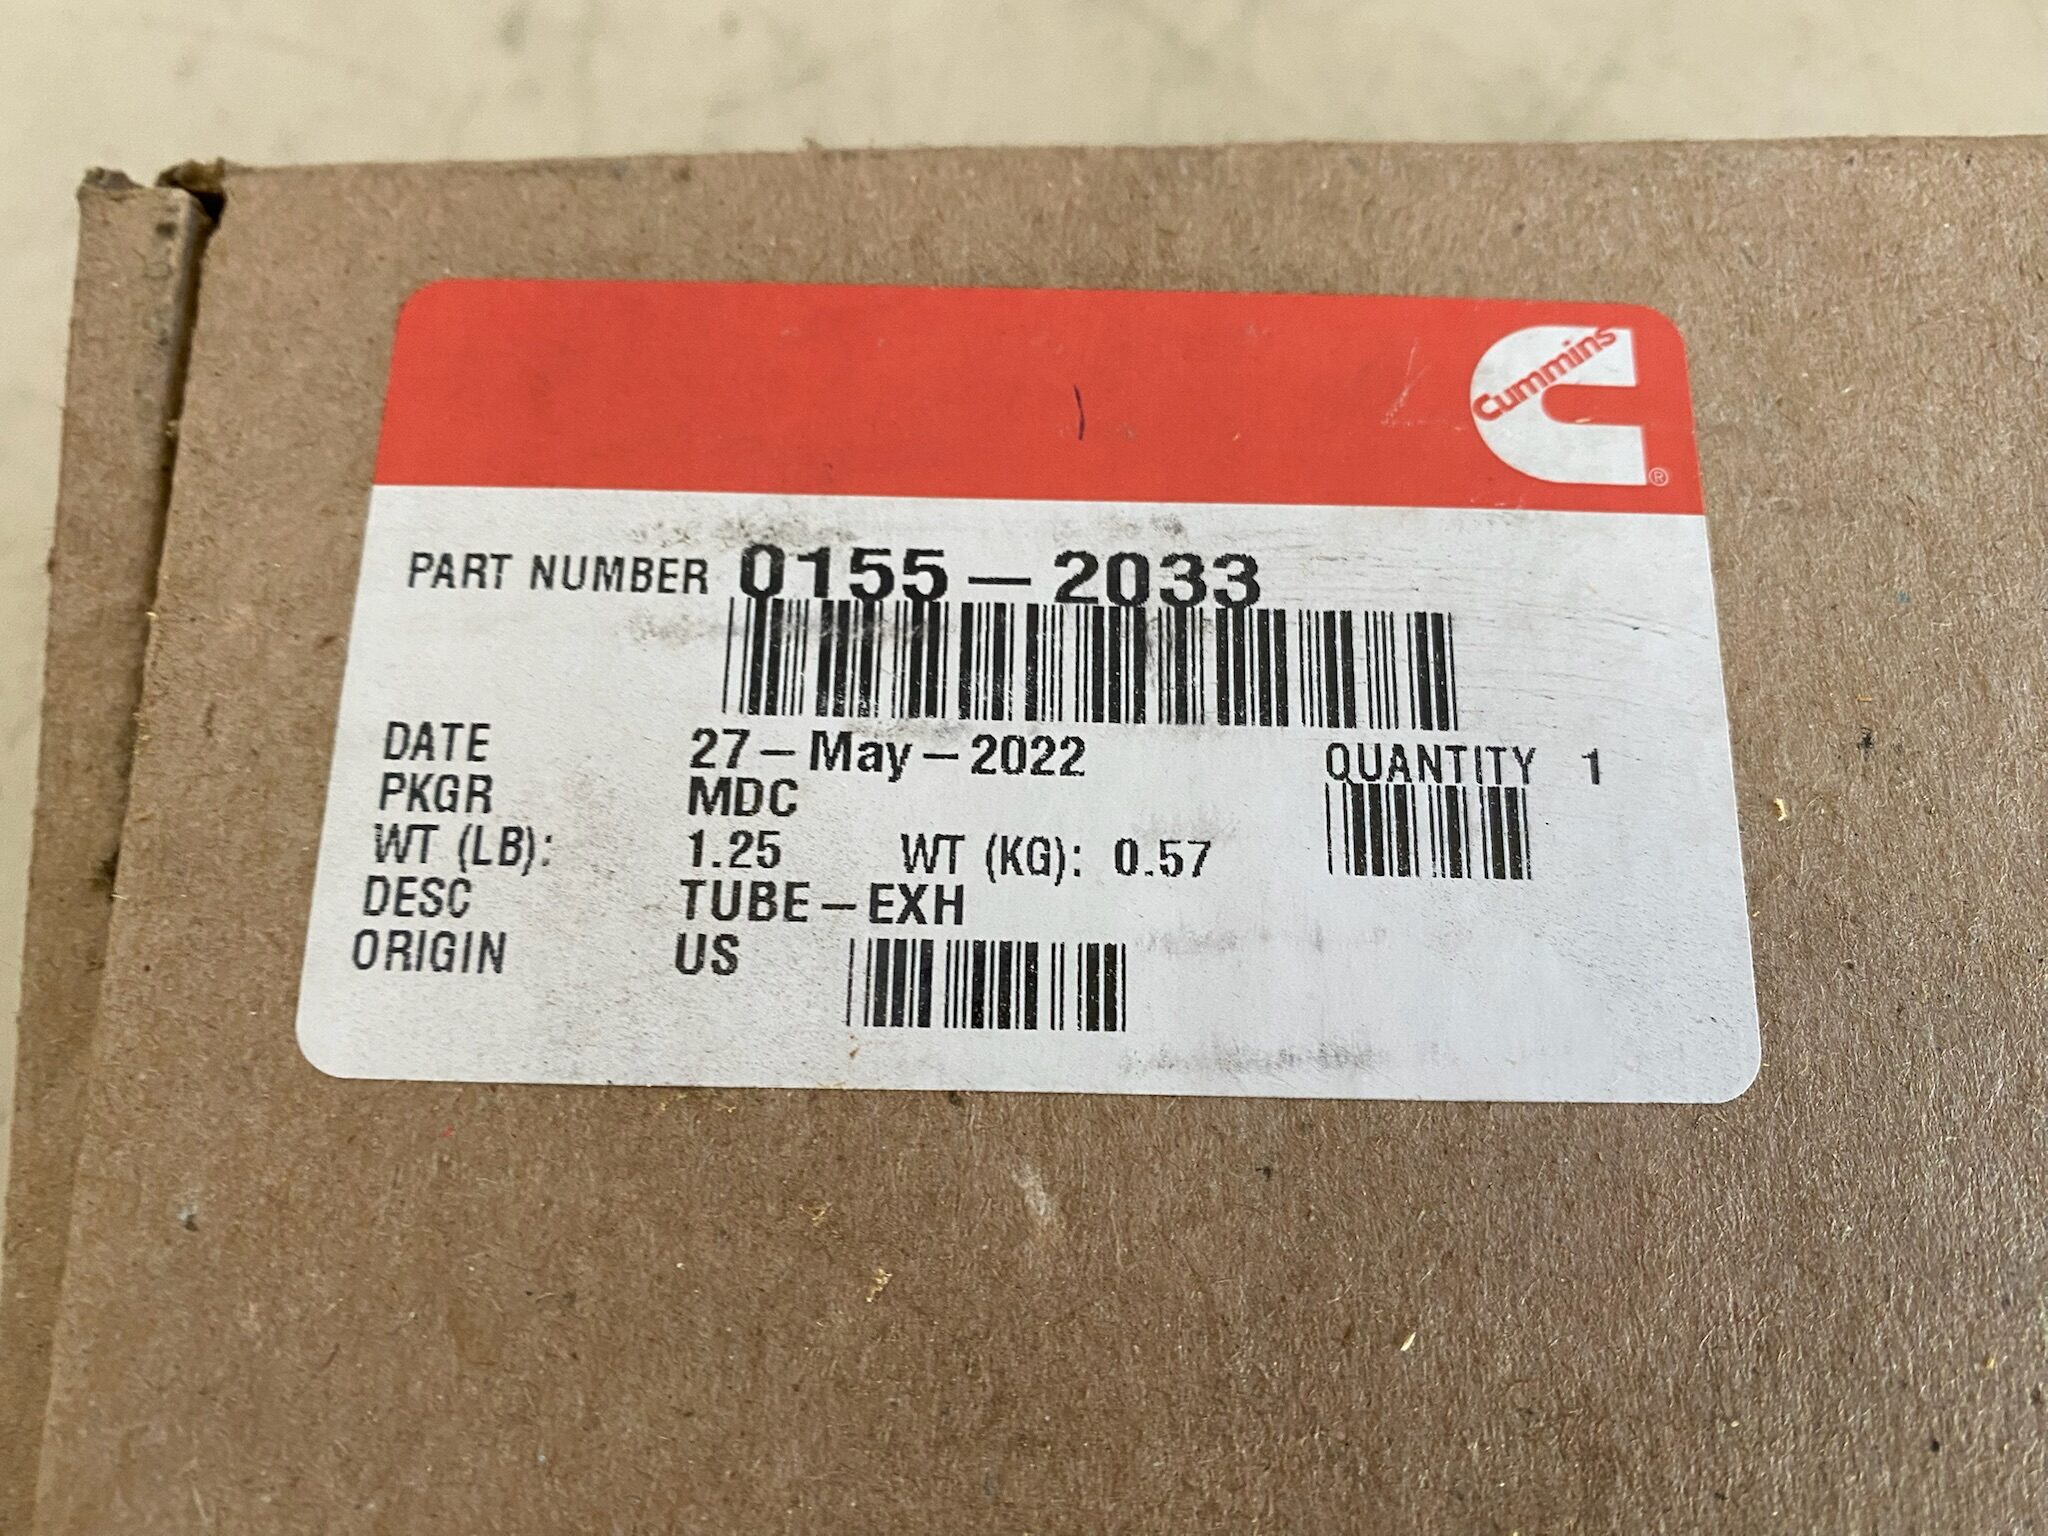 Cummins
®
PART NUMBER 0155-2033
DATE 27-May-2022 QUANTITY 1
PKGR MDC
WT (LB): 1.25 WT (KG): 0.57
DESC TUBE-EXH
ORIGIN US